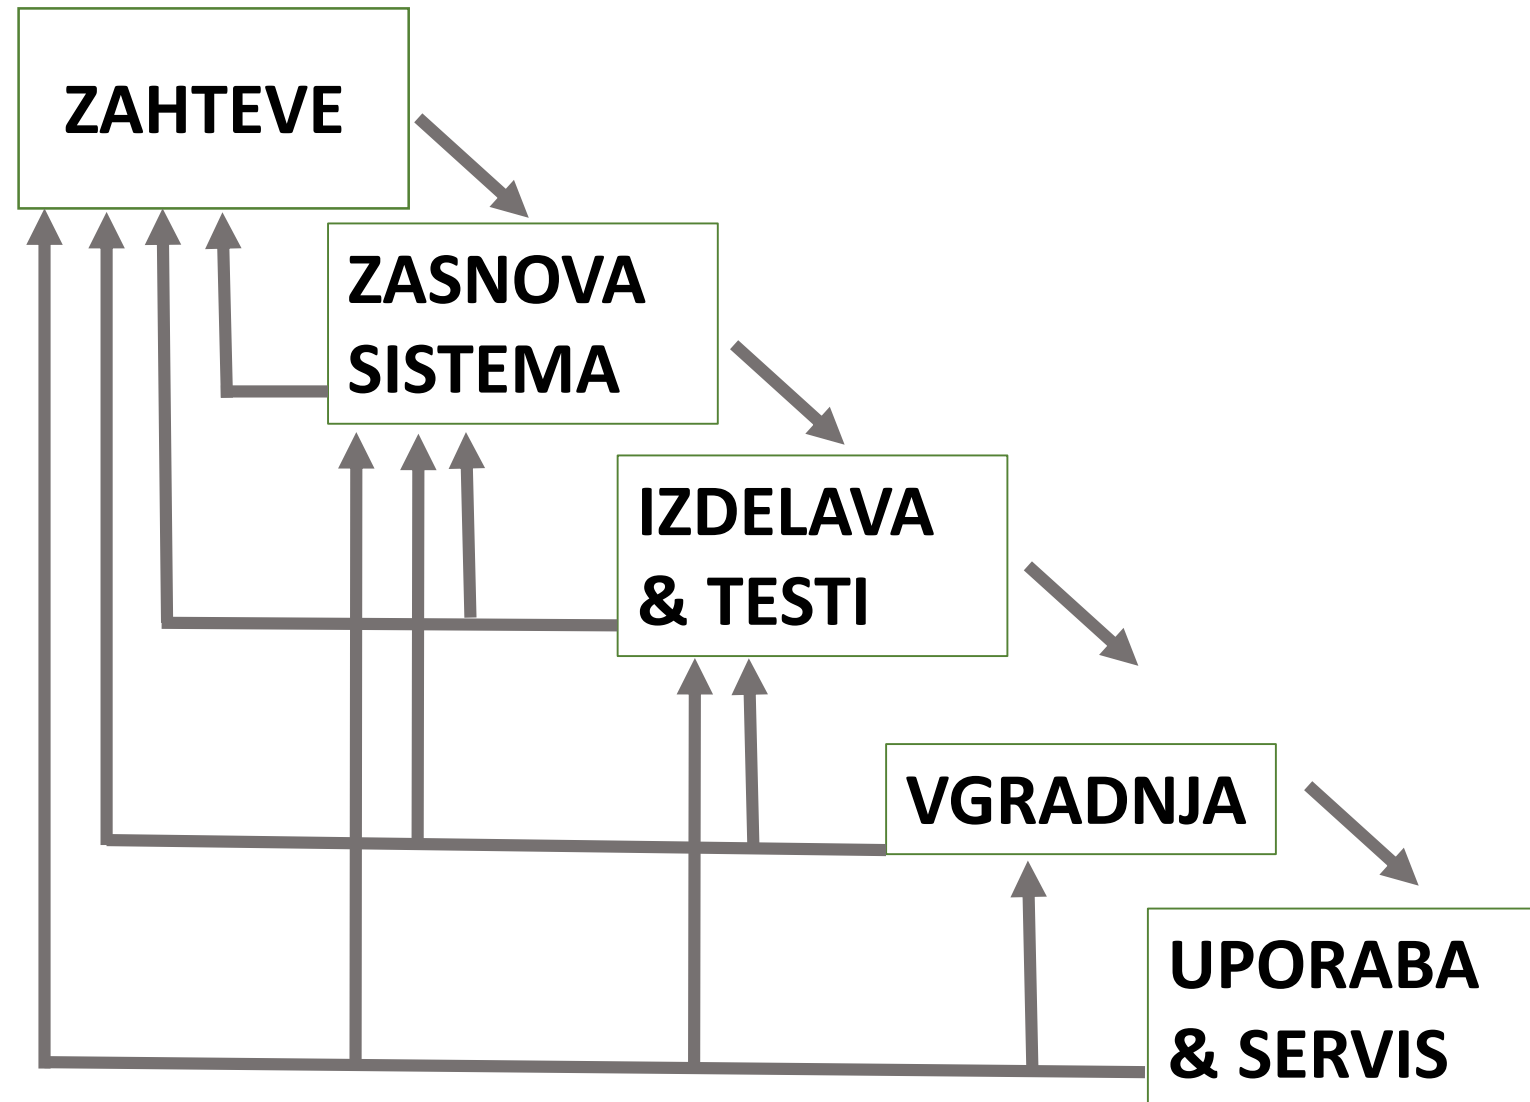 ZAHTEVE
ZASNOVA
SISTEMA
IZDELAVA
& TESTI
VGRADNJA
UPORABA
& SERVIS